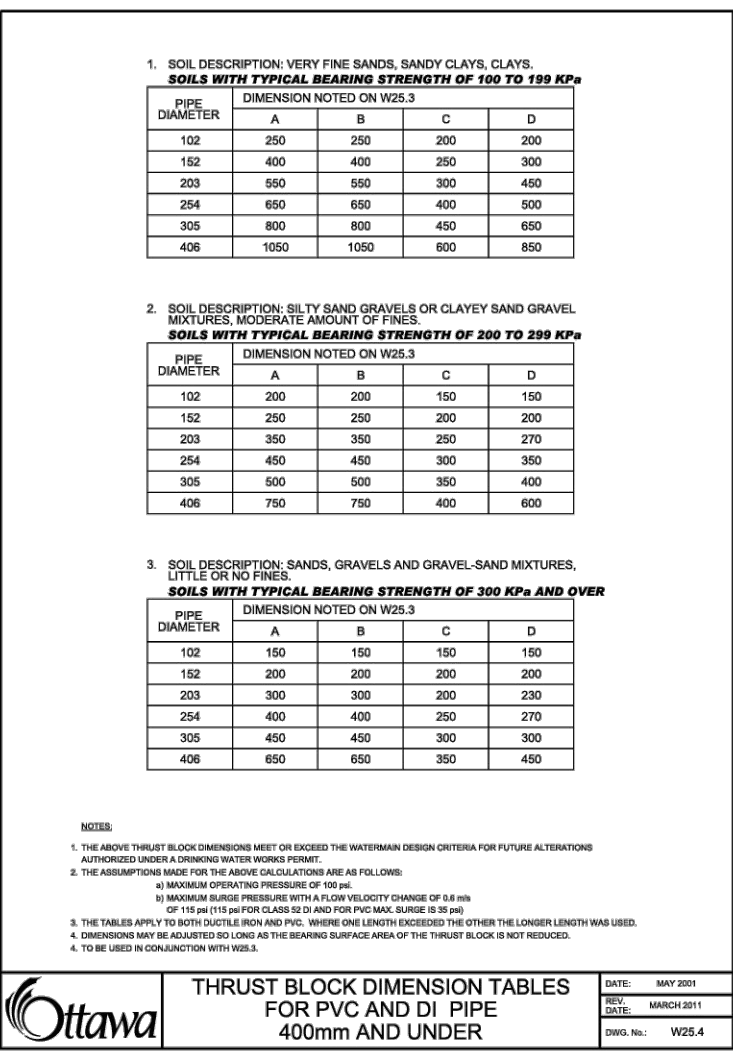 1. SOIL DESCRIPTION: VERY FINE SANDS, SANDY CLAYS, CLAYS.
SOILS WITH TYPICAL BEARING STRENGTH OF 100 TO 199 KPa
PIPE DIAMETER DIMENSION NOTED ON W25.3
A B C D
102 250 250 200 200
152 400 400 250 300
203 550 550 300 450
254 650 650 400 500
305 800 800 450 650
406 1050 1050 600 850
2. SOIL DESCRIPTION: SILTY SAND GRAVELS OR CLAYEY SAND GRAVEL
MIXTURES, MODERATE AMOUNT OF FINES.
SOILS WITH TYPICAL BEARING STRENGTH OF 200 TO 299 KPa
PIPE DIAMETER DIMENSION NOTED ON W25.3
A B C D
102 200 200 150 150
152 250 250 200 200
203 350 350 250 270
254 450 450 300 350
305 500 500 350 400
406 750 750 400 600
3. SOIL DESCRIPTION: SANDS, GRAVELS AND GRAVEL-SAND MIXTURES,
LITTLE OR NO FINES.
SOILS WITH TYPICAL BEARING STRENGTH OF 300 KPa AND OVER
PIPE DIAMETER DIMENSION NOTED ON W25.3
A B C D
102 150 150 150 150
152 200 200 200 200
203 300 300 200 230
254 400 400 250 270
305 450 450 300 300
406 650 650 350 450
NOTES:
1. THE ABOVE THRUST BLOCK DIMENSIONS MEET OR EXCEED THE WATERMAIN DESIGN CRITERIA FOR FUTURE ALTERATIONS
AUTHORIZED UNDER A DRINKING WATER WORKS PERMIT.
2. THE ASSUMPTIONS MADE FOR THE ABOVE CALCULATIONS ARE AS FOLLOWS:
a) MAXIMUM OPERATING PRESSURE OF 100 psi.
b) MAXIMUM SURGE PRESSURE WITH A FLOW VELOCITY CHANGE OF 0.6 m/s
OF 115 psi (115 psi FOR CLASS 52 DI AND FOR PVC MAX. SURGE IS 35 psi)
3. THE TABLES APPLY TO BOTH DUCTILE IRON AND PVC. WHERE ONE LENGTH EXCEEDED THE OTHER THE LONGER LENGTH WAS USED.
4. DIMENSIONS MAY BE ADJUSTED SO LONG AS THE BEARING SURFACE AREA OF THE THRUST BLOCK IS NOT REDUCED.
4. TO BE USED IN CONJUNCTION WITH W25.3.
Ottawa
THRUST BLOCK DIMENSION TABLES
FOR PVC AND DI PIPE
400mm AND UNDER
DATE: MAY 2001
REV. DATE: MARCH 2011
DWG. No.: W25.4